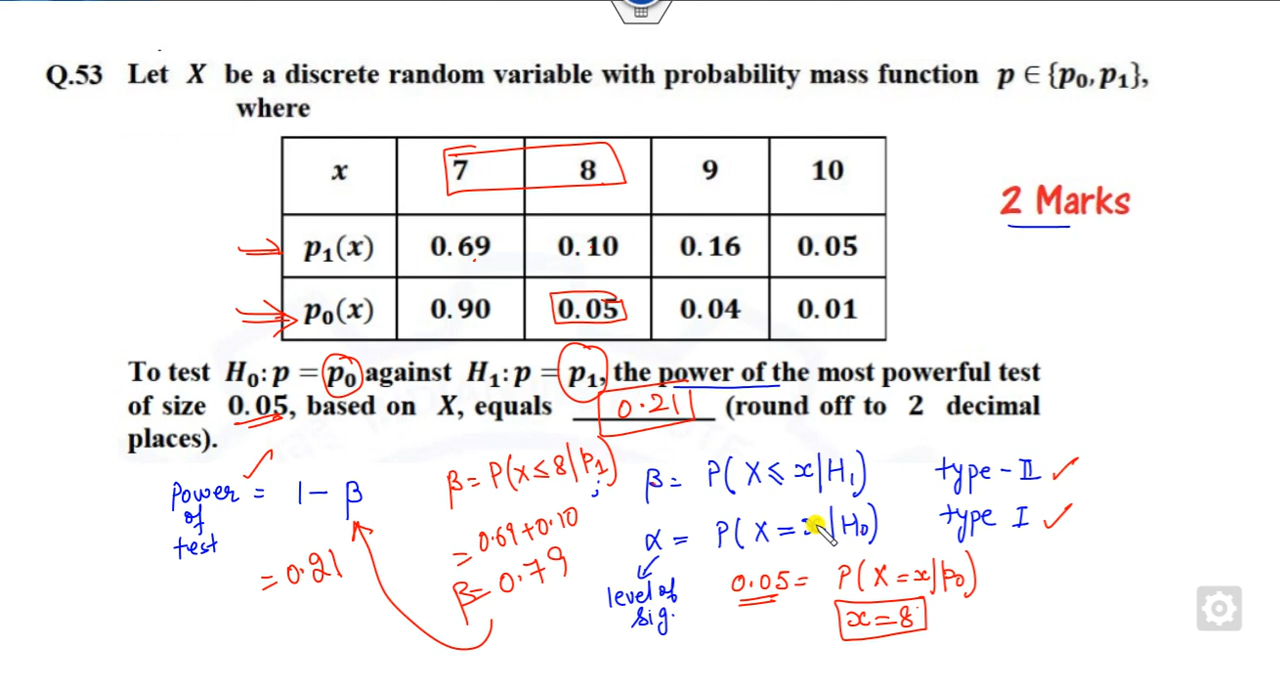 Q.53 Let X be a discrete random variable with probability mass function p ∈ {p₀, p₁},
where
x 7 8 9 10
p₁(x) 0.69 0.10 0.16 0.05
p₀(x) 0.90 0.05 0.04 0.01
2 Marks
To test H₀: p = p₀ against H₁: p = p₁, the power of the most powerful test
of size 0.05, based on X, equals 0.21 (round off to 2 decimal
places).
Power of test = 1 - β
= 0.21
β = P(X ≤ 8 | P₁)
= 0.69 + 0.10
β = 0.79
β = P(X ≤ x | H₁) type-II ✓
α = P(X = | H₀) type I ✓
level of sig.
0.05 = P(X = x | p₀)
x = 8